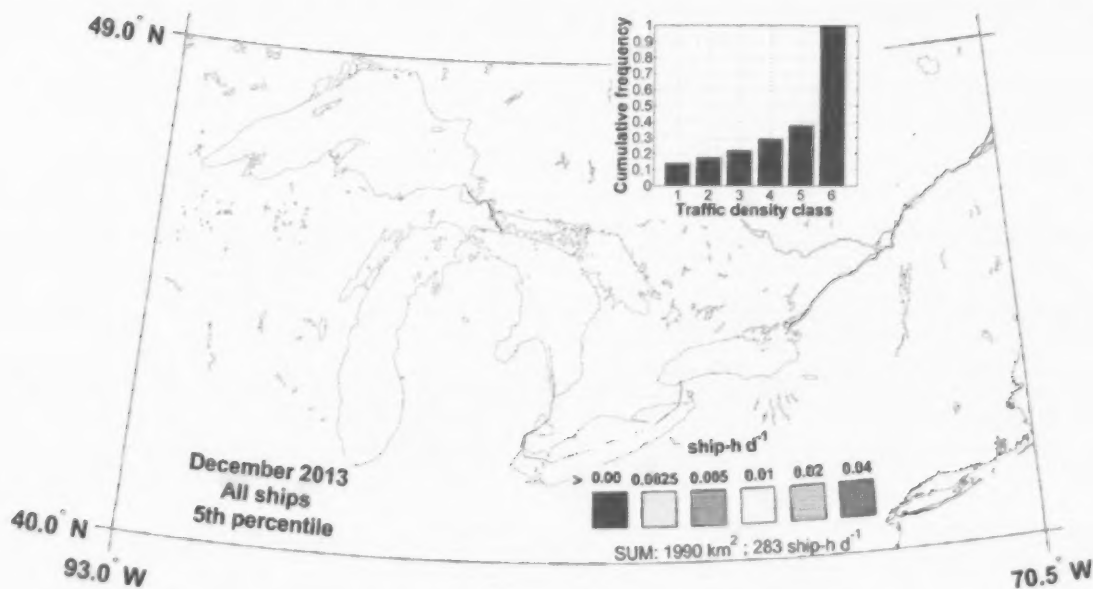 49.0° N
Cumulative frequency
1
0.9
0.8
0.7
0.6
0.5
0.4
0.3
0.2
0.1
0
1 2 3 4 5 6
Traffic density class
December 2013
All ships
5th percentile
ship-h d⁻¹
> 0.00 0.0025 0.005 0.01 0.02 0.04
SUM: 1990 km² ; 283 ship-h d⁻¹
40.0° N
93.0° W
70.5° W